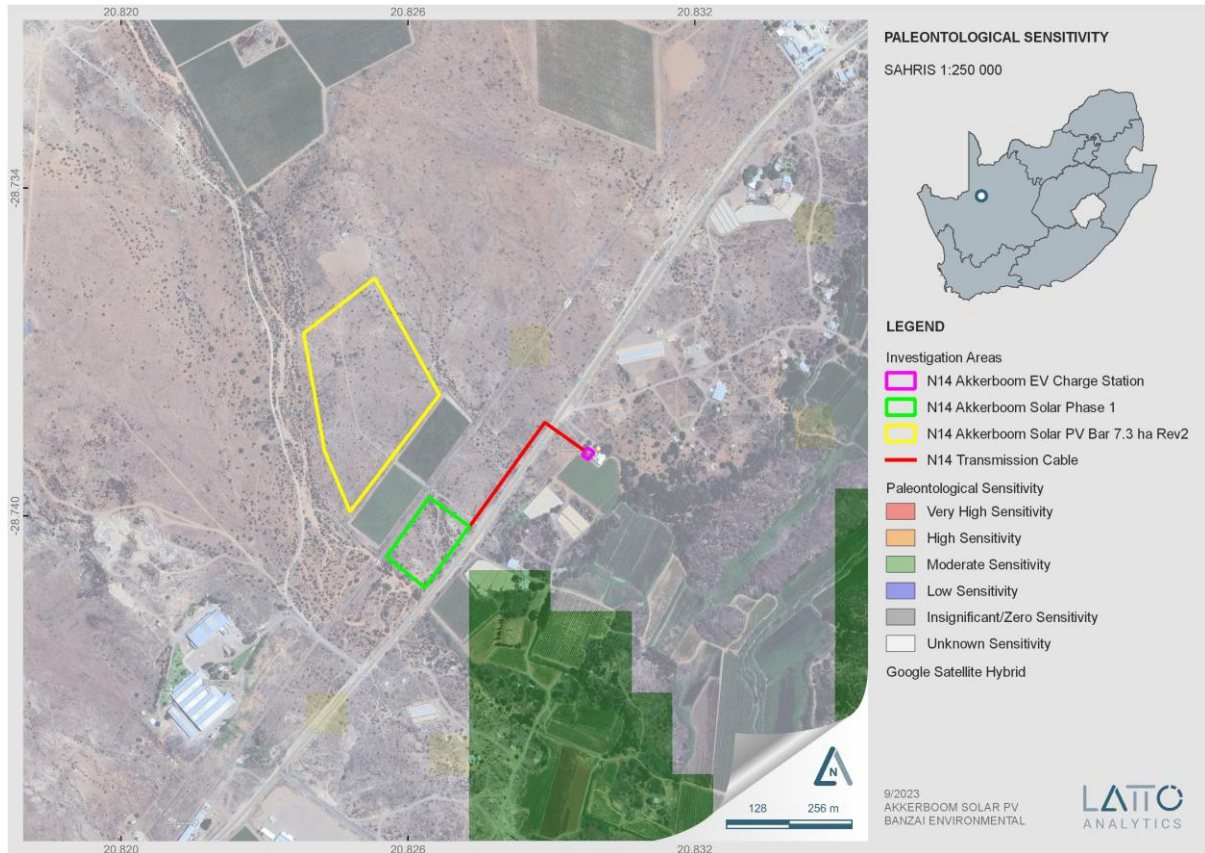 20.820
20.826
20.832
-28.734
-28.740
PALEONTOLOGICAL SENSITIVITY
SAHRIS 1:250 000
LEGEND
Investigation Areas
N14 Akkerboom EV Charge Station
N14 Akkerboom Solar Phase 1
N14 Akkerboom Solar PV Bar 7.3 ha Rev2
N14 Transmission Cable
Paleontological Sensitivity
Very High Sensitivity
High Sensitivity
Moderate Sensitivity
Low Sensitivity
Insignificant/Zero Sensitivity
Unknown Sensitivity
Google Satellite Hybrid
N
128 256 m
9/2023
AKKERBOOM SOLAR PV
BANZAI ENVIRONMENTAL
LATTO
ANALYTICS
20.820
20.826
20.832